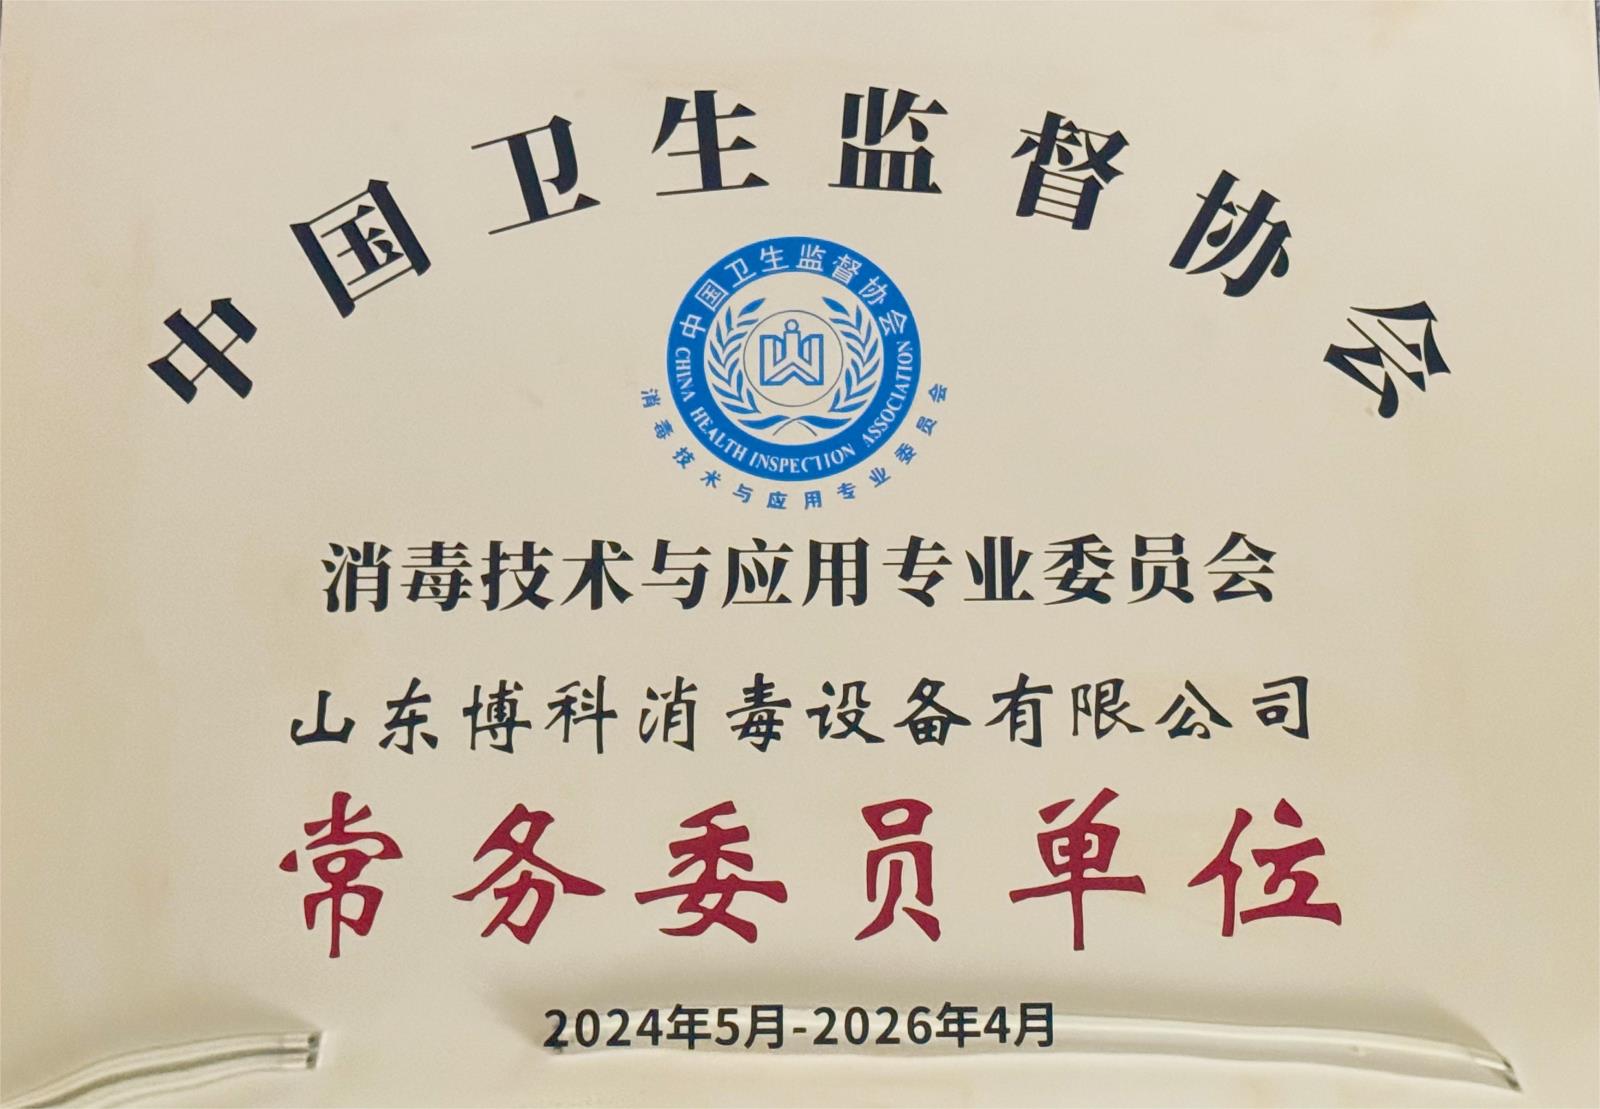 中国卫生监督协会
中国卫生监督协会
CHINA HEALTH INSPECTION ASSOCIATION
消毒技术与应用专业委员会
消毒技术与应用专业委员会
山东博科消毒设备有限公司
常务委员单位
2024年5月-2026年4月